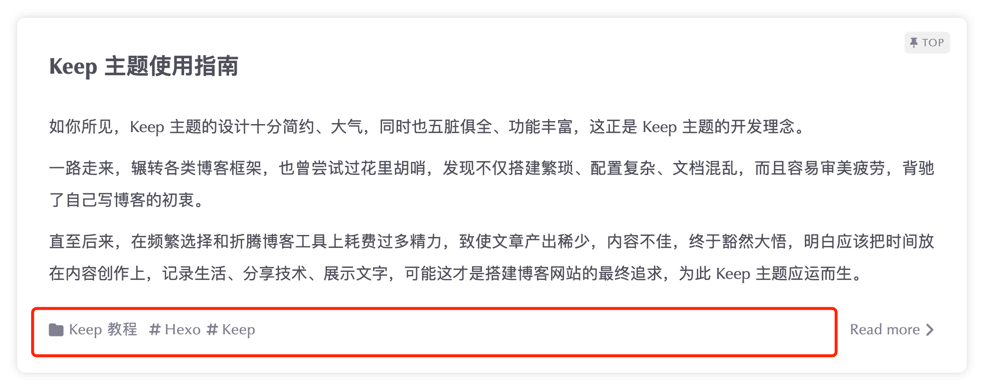 TOP
Keep 主题使用指南
如你所见，Keep 主题的设计十分简约、大气，同时也五脏俱全、功能丰富，这正是 Keep 主题的开发理念。
一路走来，辗转各类博客框架，也曾尝试过花里胡哨，发现不仅搭建繁琐、配置复杂、文档混乱，而且容易审美疲劳，背驰
了自己写博客的初衷。
直至后来，在频繁选择和折腾博客工具上耗费过多精力，致使文章产出稀少，内容不佳，终于豁然大悟，明白应该把时间放
在内容创作上，记录生活、分享技术、展示文字，可能这才是搭建博客网站的最终追求，为此 Keep 主题应运而生。
Keep 教程 # Hexo # Keep Read more